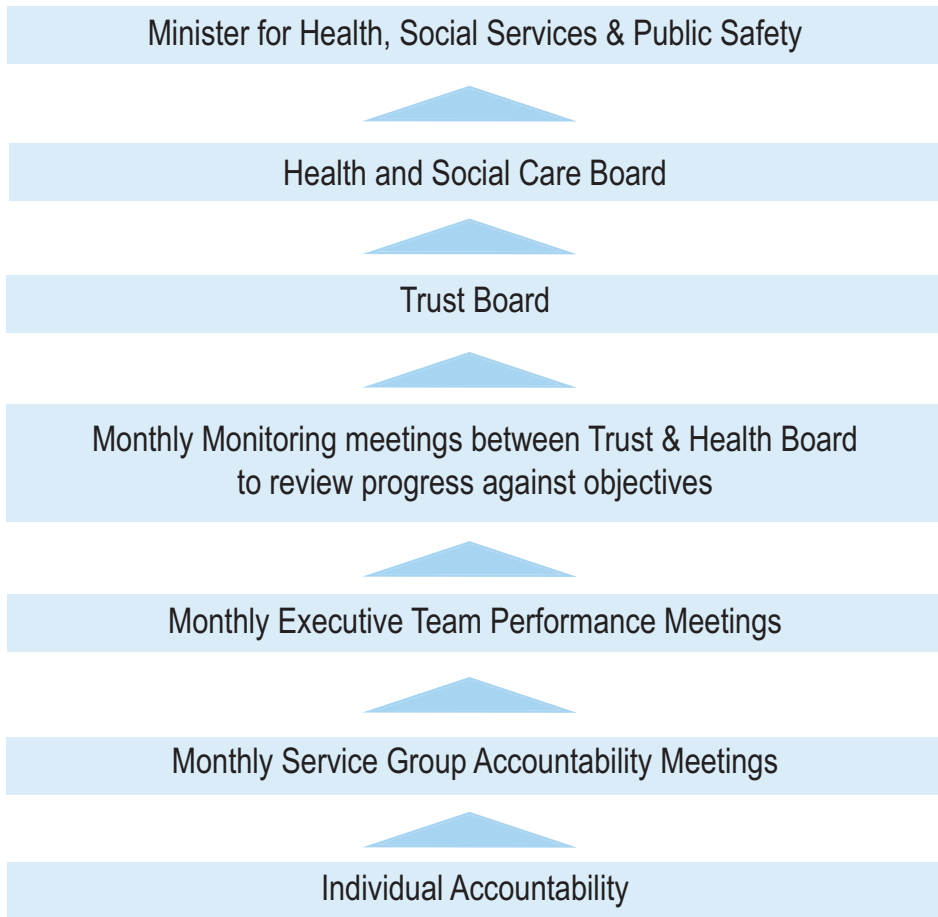 Minister for Health, Social Services & Public Safety
Health and Social Care Board
Trust Board
Monthly Monitoring meetings between Trust & Health Board
to review progress against objectives
Monthly Executive Team Performance Meetings
Monthly Service Group Accountability Meetings
Individual Accountability